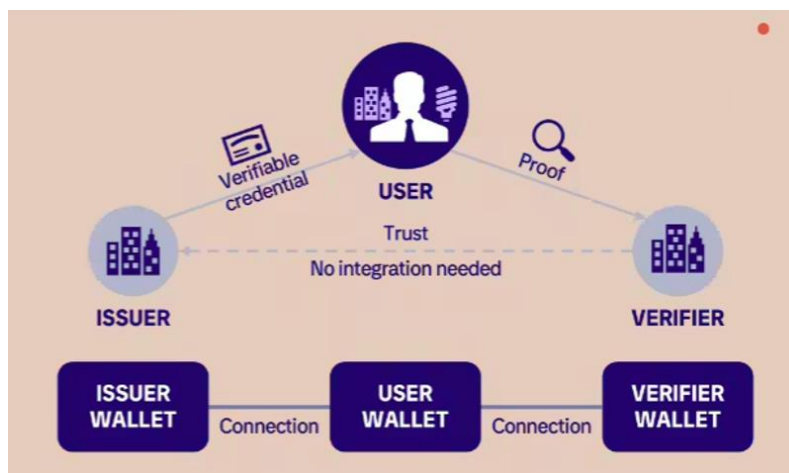 Verifiable
credential
Proof
USER
Trust
No integration needed
ISSUER
VERIFIER
ISSUER
WALLET
Connection
USER
WALLET
Connection
VERIFIER
WALLET